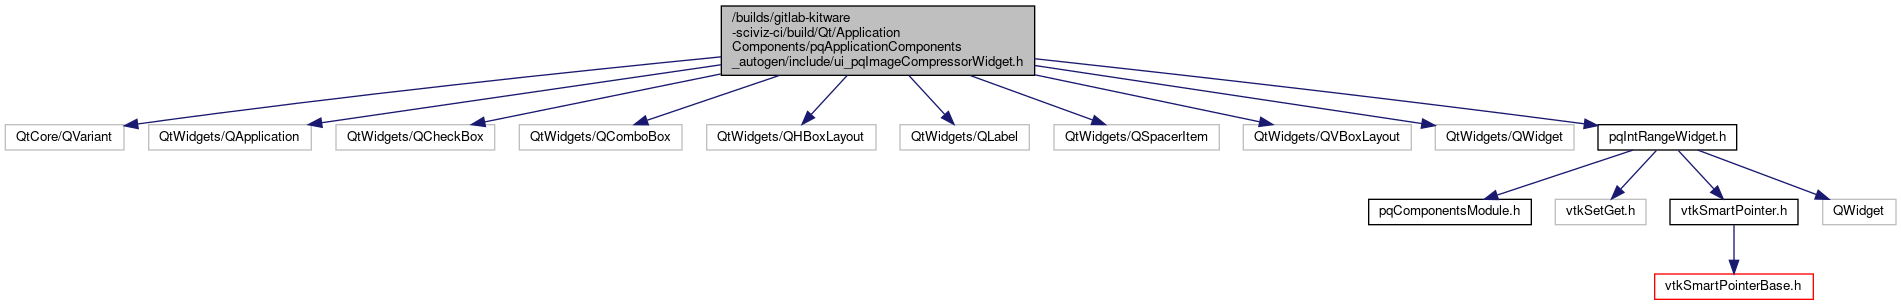 /builds/gitlab-kitware
-sciviz-ci/build/Qt/Application
Components/pqApplicationComponents
_autogen/include/ui_pqImageCompressorWidget.h
QtCore/QVariant
QtWidgets/QApplication
QtWidgets/QCheckBox
QtWidgets/QComboBox
QtWidgets/QHBoxLayout
QtWidgets/QLabel
QtWidgets/QSpacerItem
QtWidgets/QVBoxLayout
QtWidgets/QWidget
pqIntRangeWidget.h
pqComponentsModule.h
vtkSetGet.h
vtkSmartPointer.h
QWidget
vtkSmartPointerBase.h